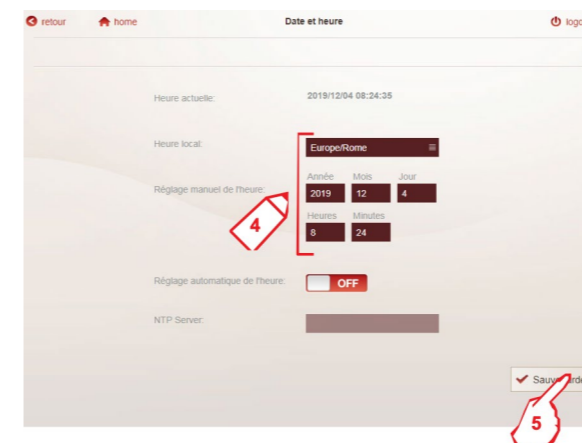 retour home Date et heure
Heure actuelle: 2019/12/04 08:24:35
Heure local: Europe/Rome
Année Mois Jour
Réglage manuel de l'heure: 2019 12 4
4
Heures Minutes
8 24
Réglage automatique de l'heure: OFF
NTP Server:
5